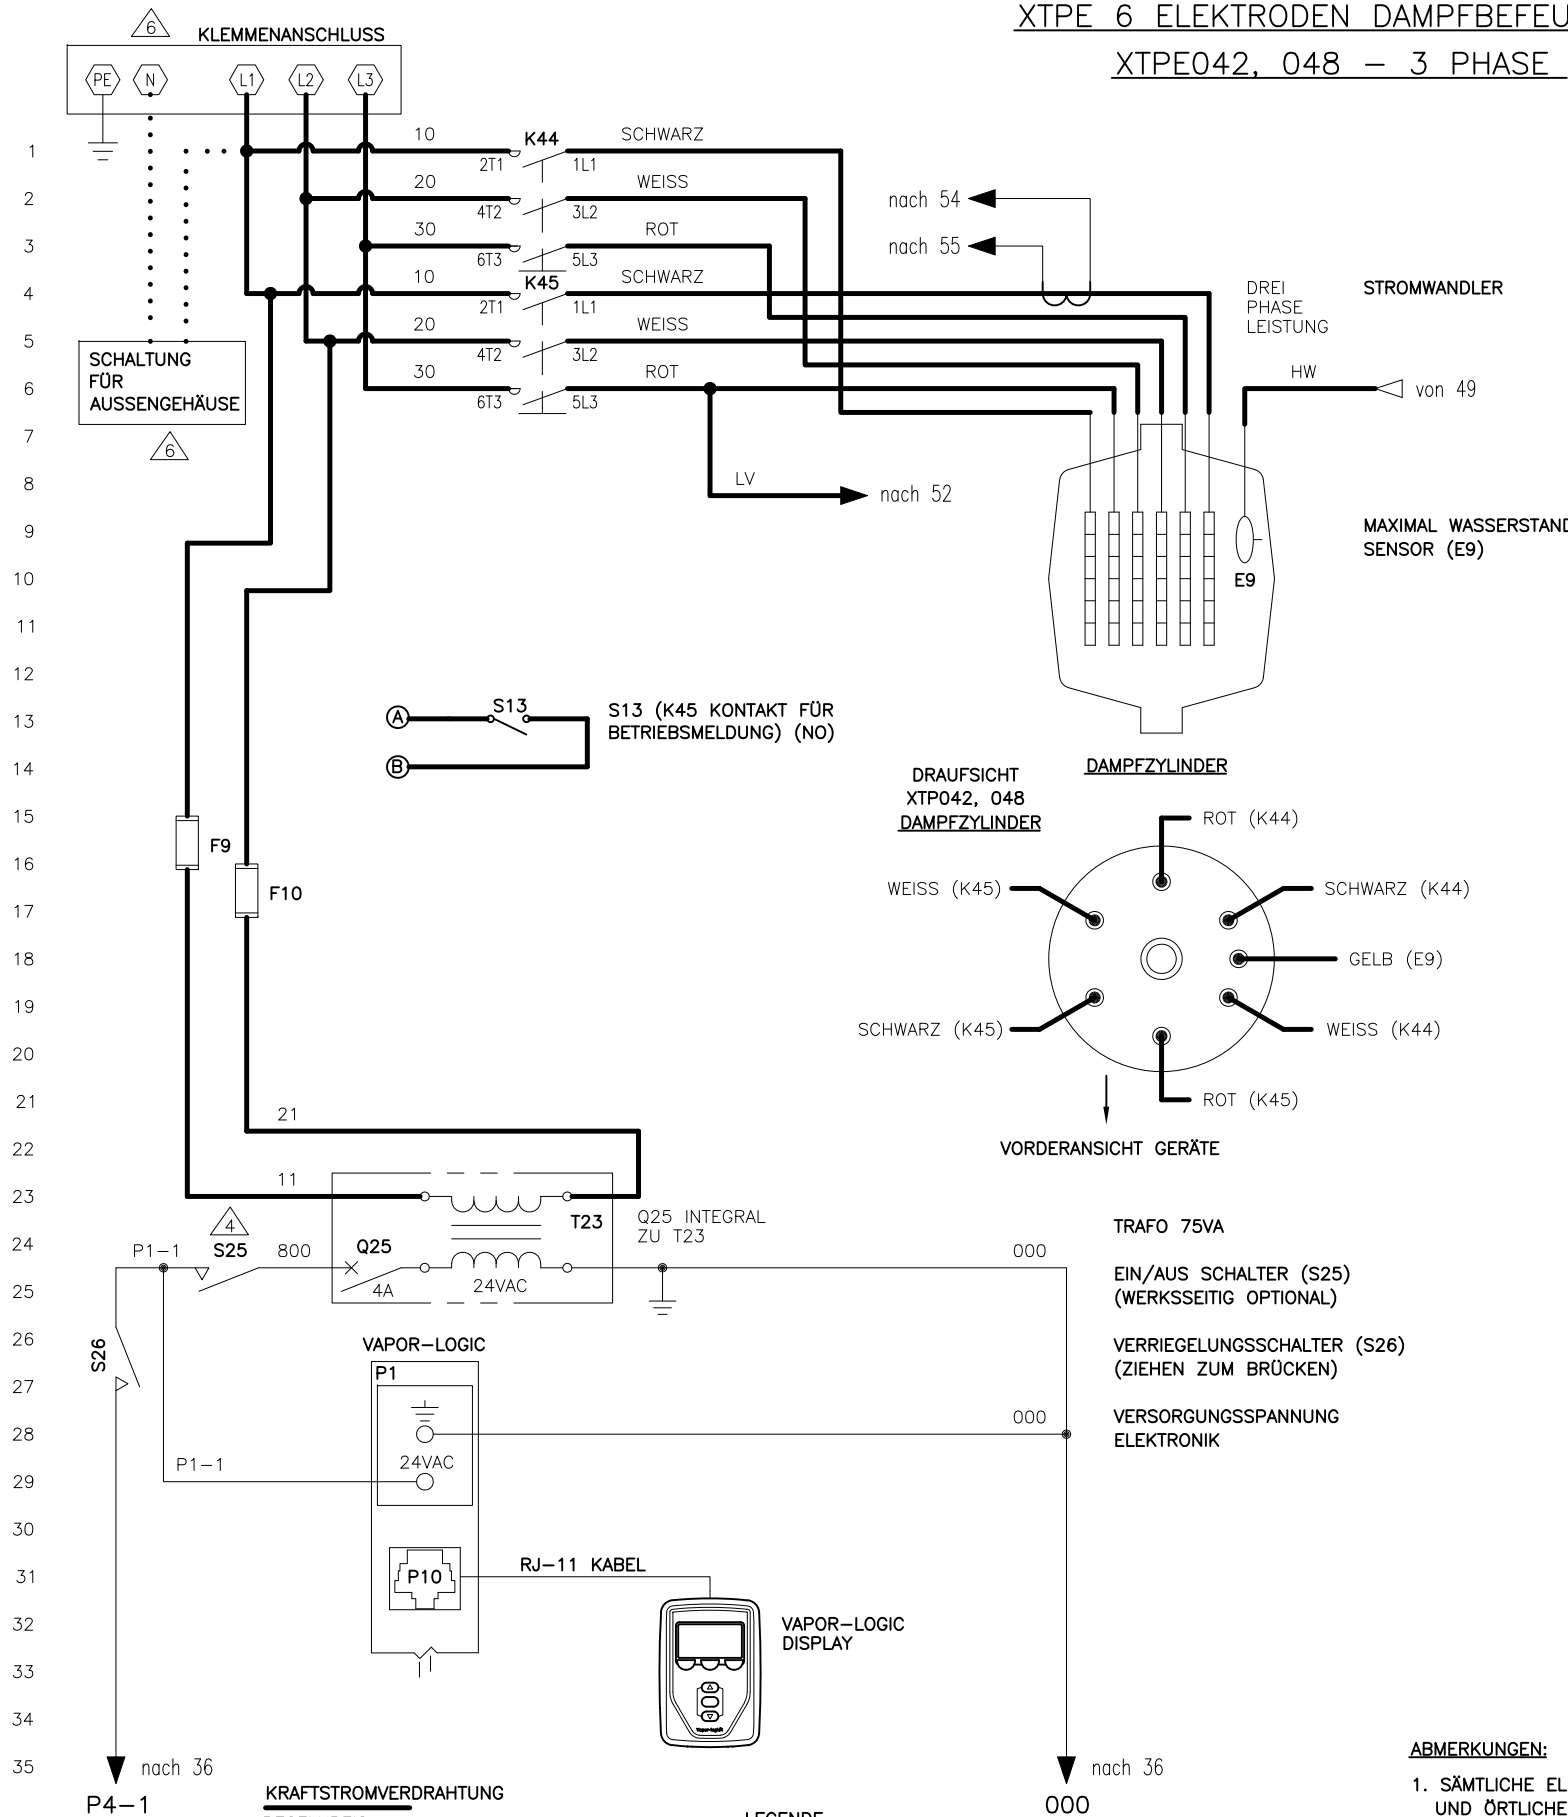 XTPE 6 ELEKTRODEN DAMPFBEFEU
XTPE042, 048 – 3 PHASE
6
KLEMMENANSCHLUSS
PE N L1 L2 L3
1
10 K44 SCHWARZ
2T1 1L1
2
20 WEISS
4T2 3L2
nach 54
3
30 ROT
6T3 5L3
nach 55
4
10 K45 SCHWARZ
2T1 1L1
DREI
PHASE
LEISTUNG
STROMWANDLER
5
20 WEISS
4T2 3L2
SCHALTUNG
FÜR
AUSSENGEHÄUSE
6
6
30 ROT
6T3 5L3
HW
von 49
7
8
LV
nach 52
9
MAXIMAL WASSERSTAND
SENSOR (E9)
10
E9
11
12
13
A S13
S13 (K45 KONTAKT FÜR
BETRIEBSMELDUNG) (NO)
14
B
DAMPFZYLINDER
DRAUFSICHT
XTP042, 048
DAMPFZYLINDER
15
F9
ROT (K44)
16
F10
WEISS (K45)
SCHWARZ (K44)
17
18
GELB (E9)
19
SCHWARZ (K45)
WEISS (K44)
20
21
21
ROT (K45)
22
VORDERANSICHT GERÄTE
11
23
T23
Q25 INTEGRAL
ZU T23
TRAFO 75VA
24
P1–1
4
S25
800
Q25
4A
24VAC
000
25
EIN/AUS SCHALTER (S25)
(WERKSSEITIG OPTIONAL)
26
S26
VAPOR–LOGIC
VERRIEGELUNGSSCHALTER (S26)
(ZIEHEN ZUM BRÜCKEN)
27
P1
28
000
VERSORGUNGSSPANNUNG
ELEKTRONIK
24VAC
29
P1–1
30
31
P10
RJ–11 KABEL
32
VAPOR–LOGIC
DISPLAY
33
34
35
nach 36
P4–1
nach 36
000
KRAFTSTROMVERDRAHTUNG
LEGENDE
ABMERKUNGEN:
1. SÄMTLICHE EL
UND ÖRTLICHE